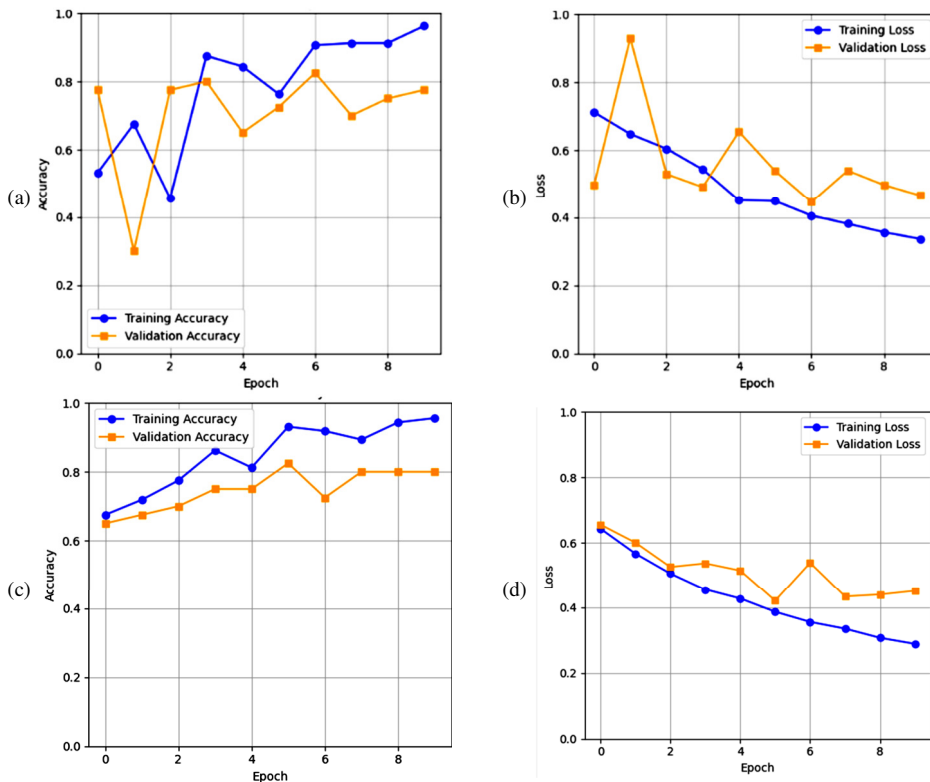 (a)
1.0
0.8
0.6
0.4
0.2
0.0
Accuracy
Training Accuracy
Validation Accuracy
0 2 4 6 8
Epoch
(b)
1.0
0.8
0.6
0.4
0.2
0.0
Loss
Training Loss
Validation Loss
0 2 4 6 8
Epoch
(c)
1.0
0.8
0.6
0.4
0.2
0.0
Accuracy
Training Accuracy
Validation Accuracy
0 2 4 6 8
Epoch
(d)
1.0
0.8
0.6
0.4
0.2
0.0
Loss
Training Loss
Validation Loss
0 2 4 6 8
Epoch